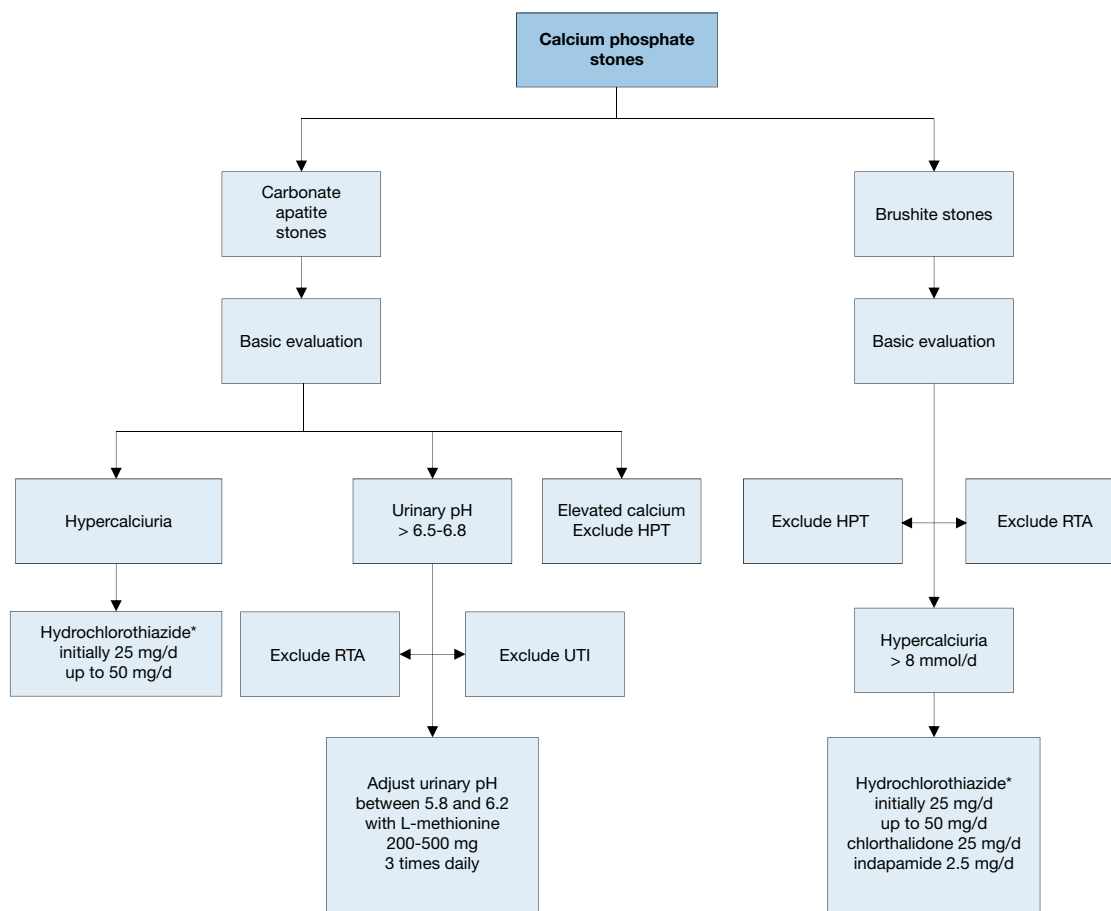 Calcium phosphate
stones
Carbonate
apatite
stones
Brushite stones
Basic evaluation
Basic evaluation
Hypercalciuria
Urinary pH
> 6.5-6.8
Elevated calcium
Exclude HPT
Exclude HPT
Exclude RTA
Hydrochlorothiazide*
initially 25 mg/d
up to 50 mg/d
Exclude RTA
Exclude UTI
Hypercalciuria
> 8 mmol/d
Adjust urinary pH
between 5.8 and 6.2
with L-methionine
200-500 mg
3 times daily
Hydrochlorothiazide*
initially 25 mg/d
up to 50 mg/d
chlorthalidone 25 mg/d
indapamide 2.5 mg/d